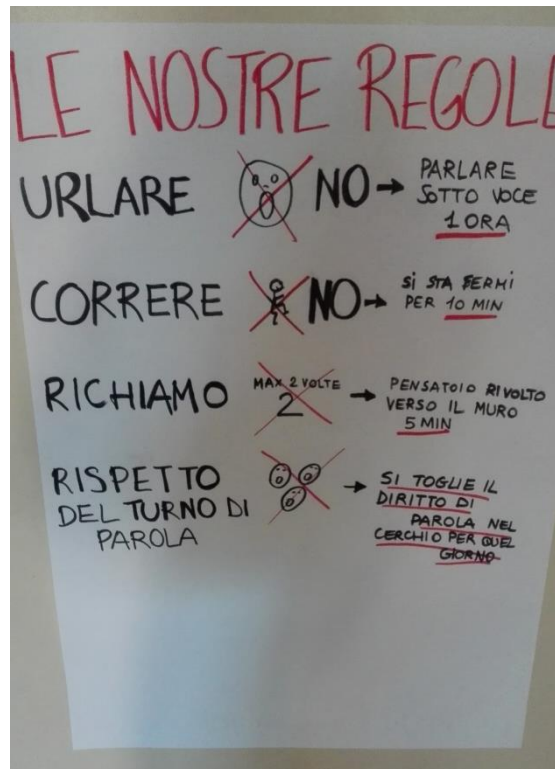 LE NOSTRE REGOLE
URLARE NO → PARLARE
SOTTO VOCE
1 ORA
CORRERE NO → SI STA FERMI
PER 10 MIN
RICHIAMO MAX 2 VOLTE
2 → PENSATOIO RIVOLTO
VERSO IL MURO
5 MIN
RISPETTO
DEL TURNO DI
PAROLA → SI TOGLIE IL
DIRITTO DI
PAROLA NEL
CERCHIO PER QUEL
GIORNO